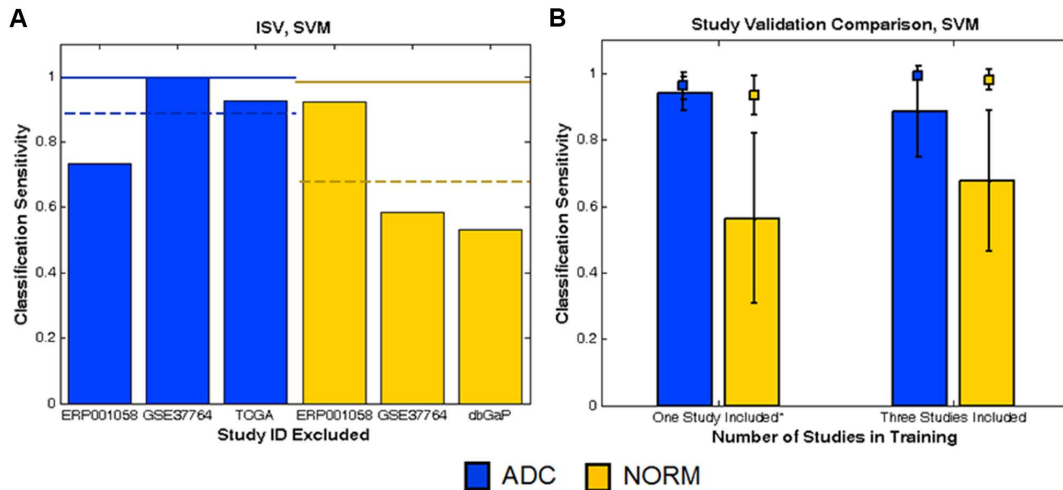 A
ISV, SVM
Classification Sensitivity
1
0.8
0.6
0.4
0.2
0
ERP001058 GSE37764 TCGA ERP001058 GSE37764 dbGaP
Study ID Excluded
B
Study Validation Comparison, SVM
Classification Sensitivity
1
0.8
0.6
0.4
0.2
0
One Study Included* Three Studies Included
Number of Studies in Training
ADC NORM